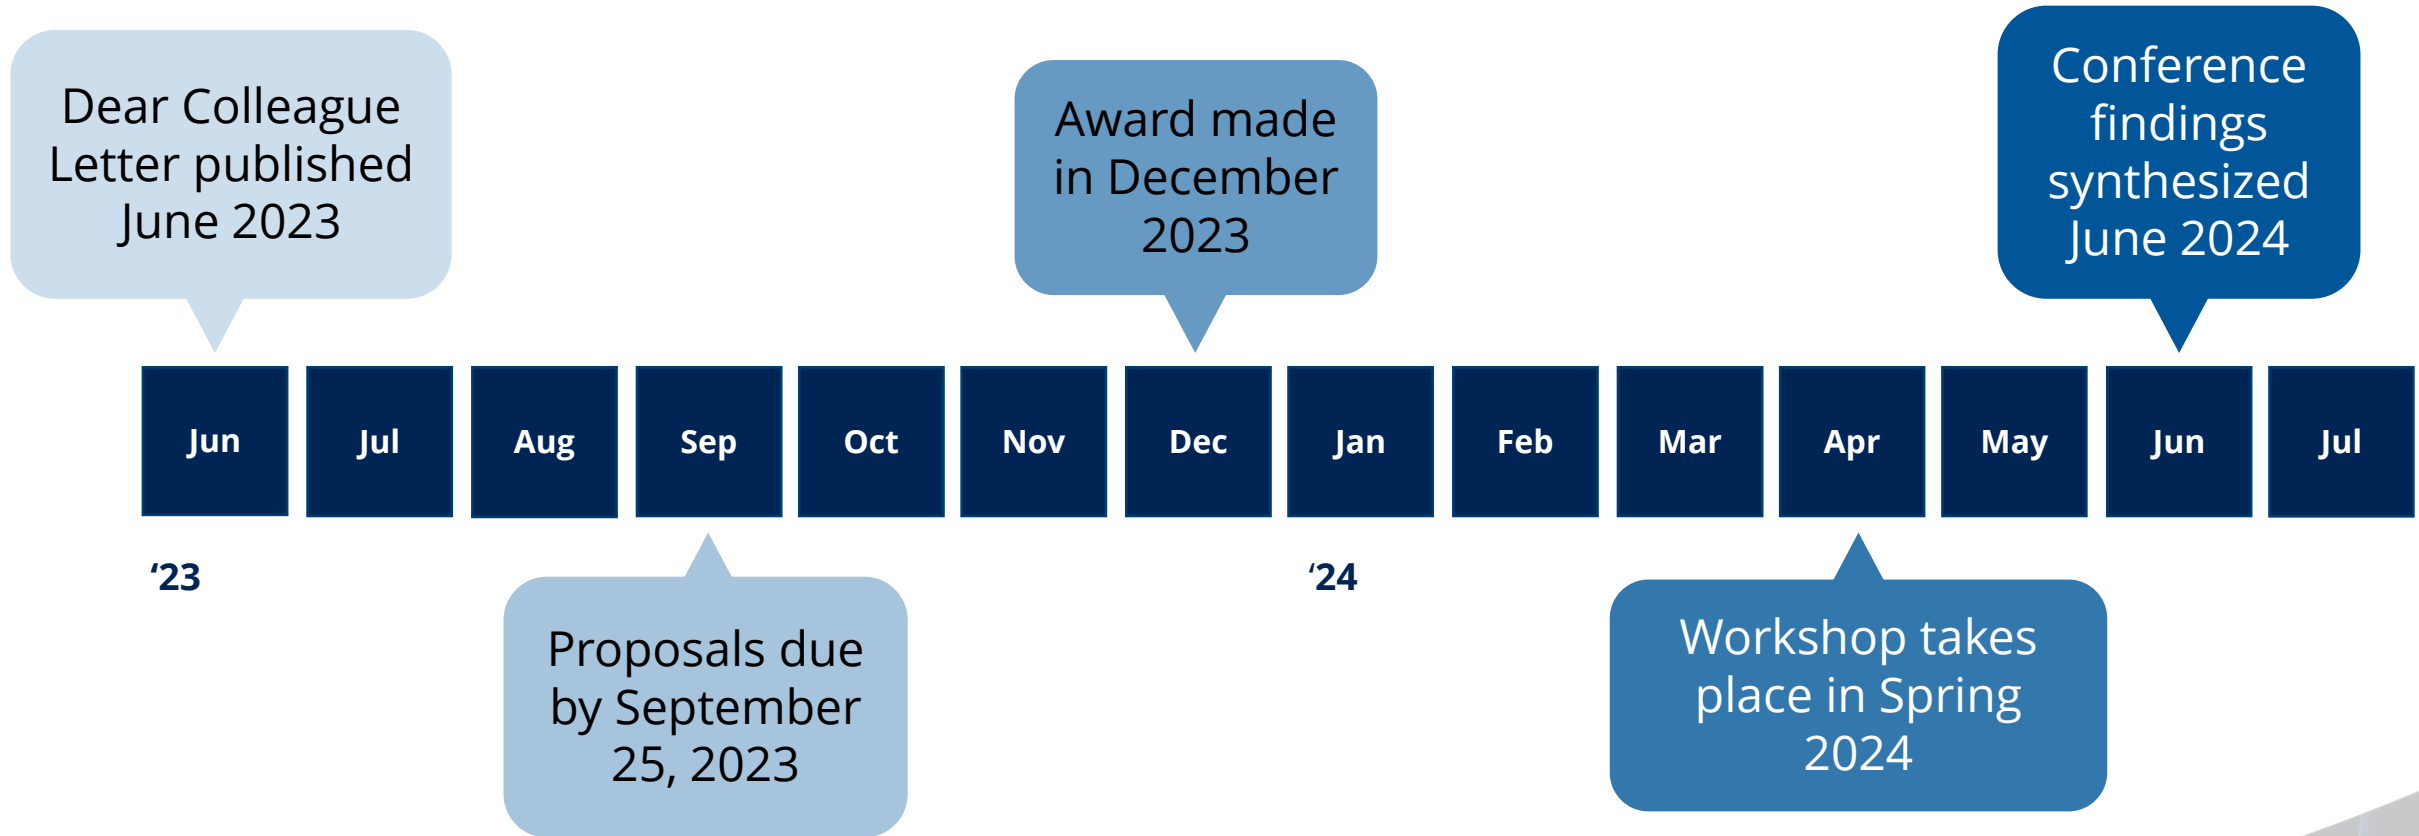 Dear Colleague
Letter published
June 2023
Award made
in December
2023
Conference
findings
synthesized
June 2024
Jun
Jul
Aug
Sep
Oct
Nov
Dec
Jan
Feb
Mar
Apr
May
Jun
Jul
‘23
‘24
Proposals due
by September
25, 2023
Workshop takes
place in Spring
2024